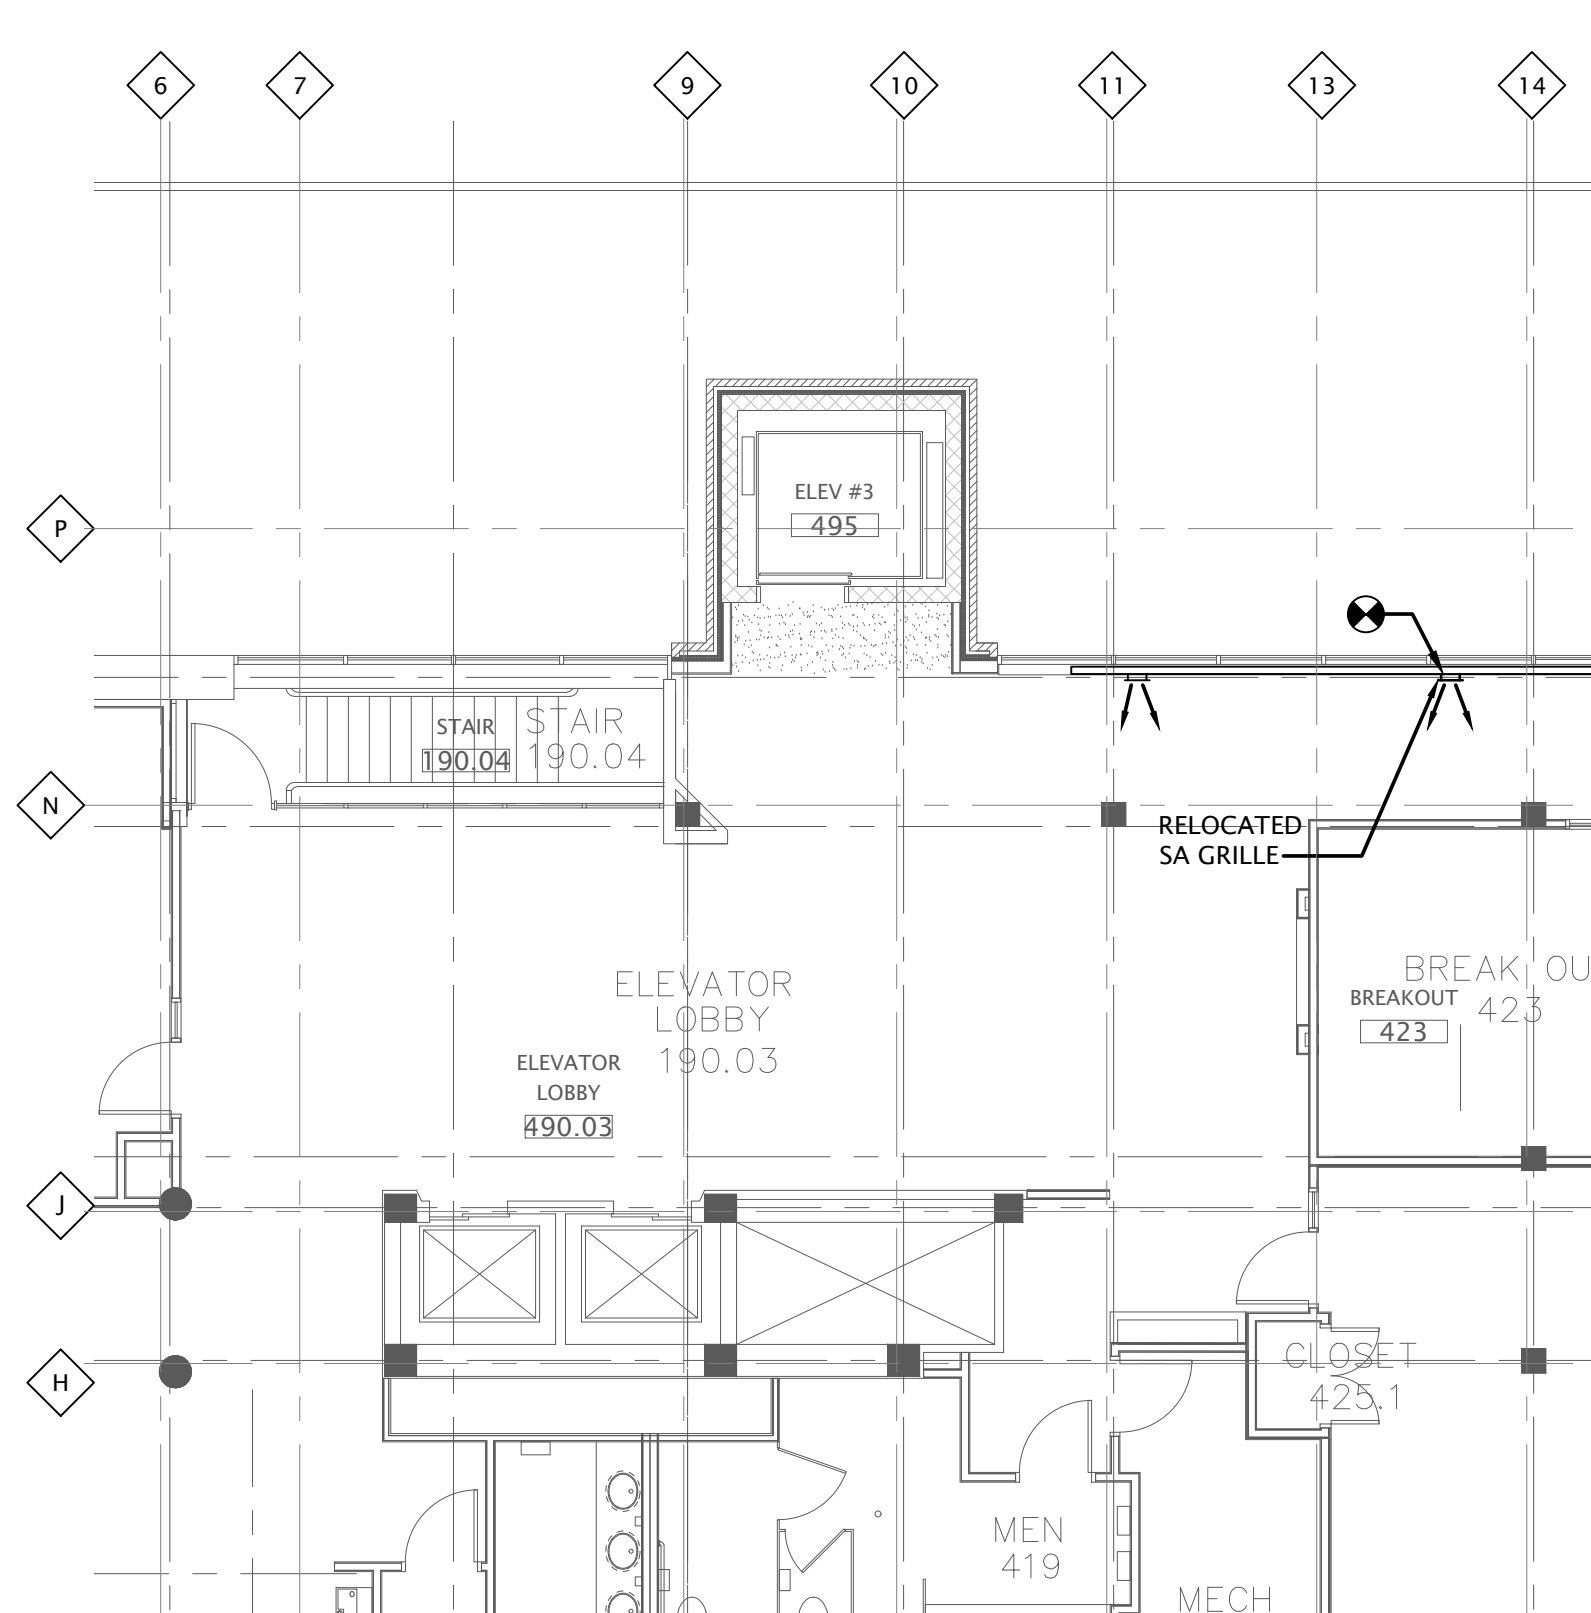 6
7
9
10
11
13
14
ELEV #3
495
P
STAIR
190.04
STAIR
190.04
N
RELOCATED
SA GRILLE
BREAK OU
423
BREAKOUT
423
ELEVATOR
LOBBY
190.03
ELEVATOR
LOBBY
490.03
J
H
CLOSET
425.1
MEN
419
MECH